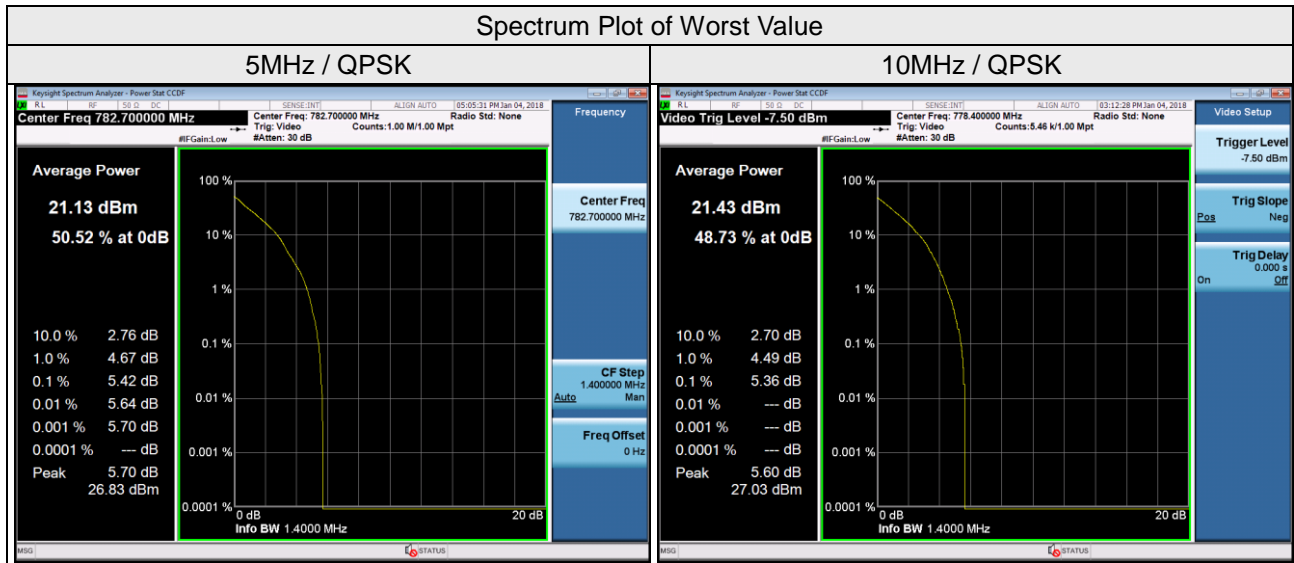 Spectrum Plot of Worst Value
5MHz / QPSK
10MHz / QPSK
Keysight Spectrum Analyzer - Power Stat CCDF
RL RF 50 Ω DC SENSE:INT ALIGN AUTO 05:05:31 PM Jan 04, 2018
Center Freq 782.700000 MHz
Center Freq: 782.700000 MHz Radio Std: None
Trig: Video Counts:1.00 M/1.00 Mpt
#IFGain:Low #Atten: 30 dB
Average Power
21.13 dBm
50.52 % at 0dB
10.0 % 2.76 dB
1.0 % 4.67 dB
0.1 % 5.42 dB
0.01 % 5.64 dB
0.001 % 5.70 dB
0.0001 % --- dB
Peak 5.70 dB
26.83 dBm
100 %
10 %
1 %
0.1 %
0.01 %
0.001 %
0.0001 %
0 dB 20 dB
Info BW 1.4000 MHz
Frequency
Center Freq
782.700000 MHz
CF Step
1.400000 MHz
Auto Man
Freq Offset
0 Hz
MSG STATUS
Keysight Spectrum Analyzer - Power Stat CCDF
RL RF 50 Ω DC SENSE:INT ALIGN AUTO 03:12:28 PM Jan 04, 2018
Video Trig Level -7.50 dBm
Center Freq: 778.400000 MHz Radio Std: None
Trig: Video Counts:5.46 k/1.00 Mpt
#IFGain:Low #Atten: 30 dB
Average Power
21.43 dBm
48.73 % at 0dB
10.0 % 2.70 dB
1.0 % 4.49 dB
0.1 % 5.36 dB
0.01 % --- dB
0.001 % --- dB
0.0001 % --- dB
Peak 5.60 dB
27.03 dBm
100 %
10 %
1 %
0.1 %
0.01 %
0.001 %
0.0001 %
0 dB 20 dB
Info BW 1.4000 MHz
Video Setup
Trigger Level
-7.50 dBm
Trig Slope
Pos Neg
Trig Delay
0.000 s
On Off
MSG STATUS